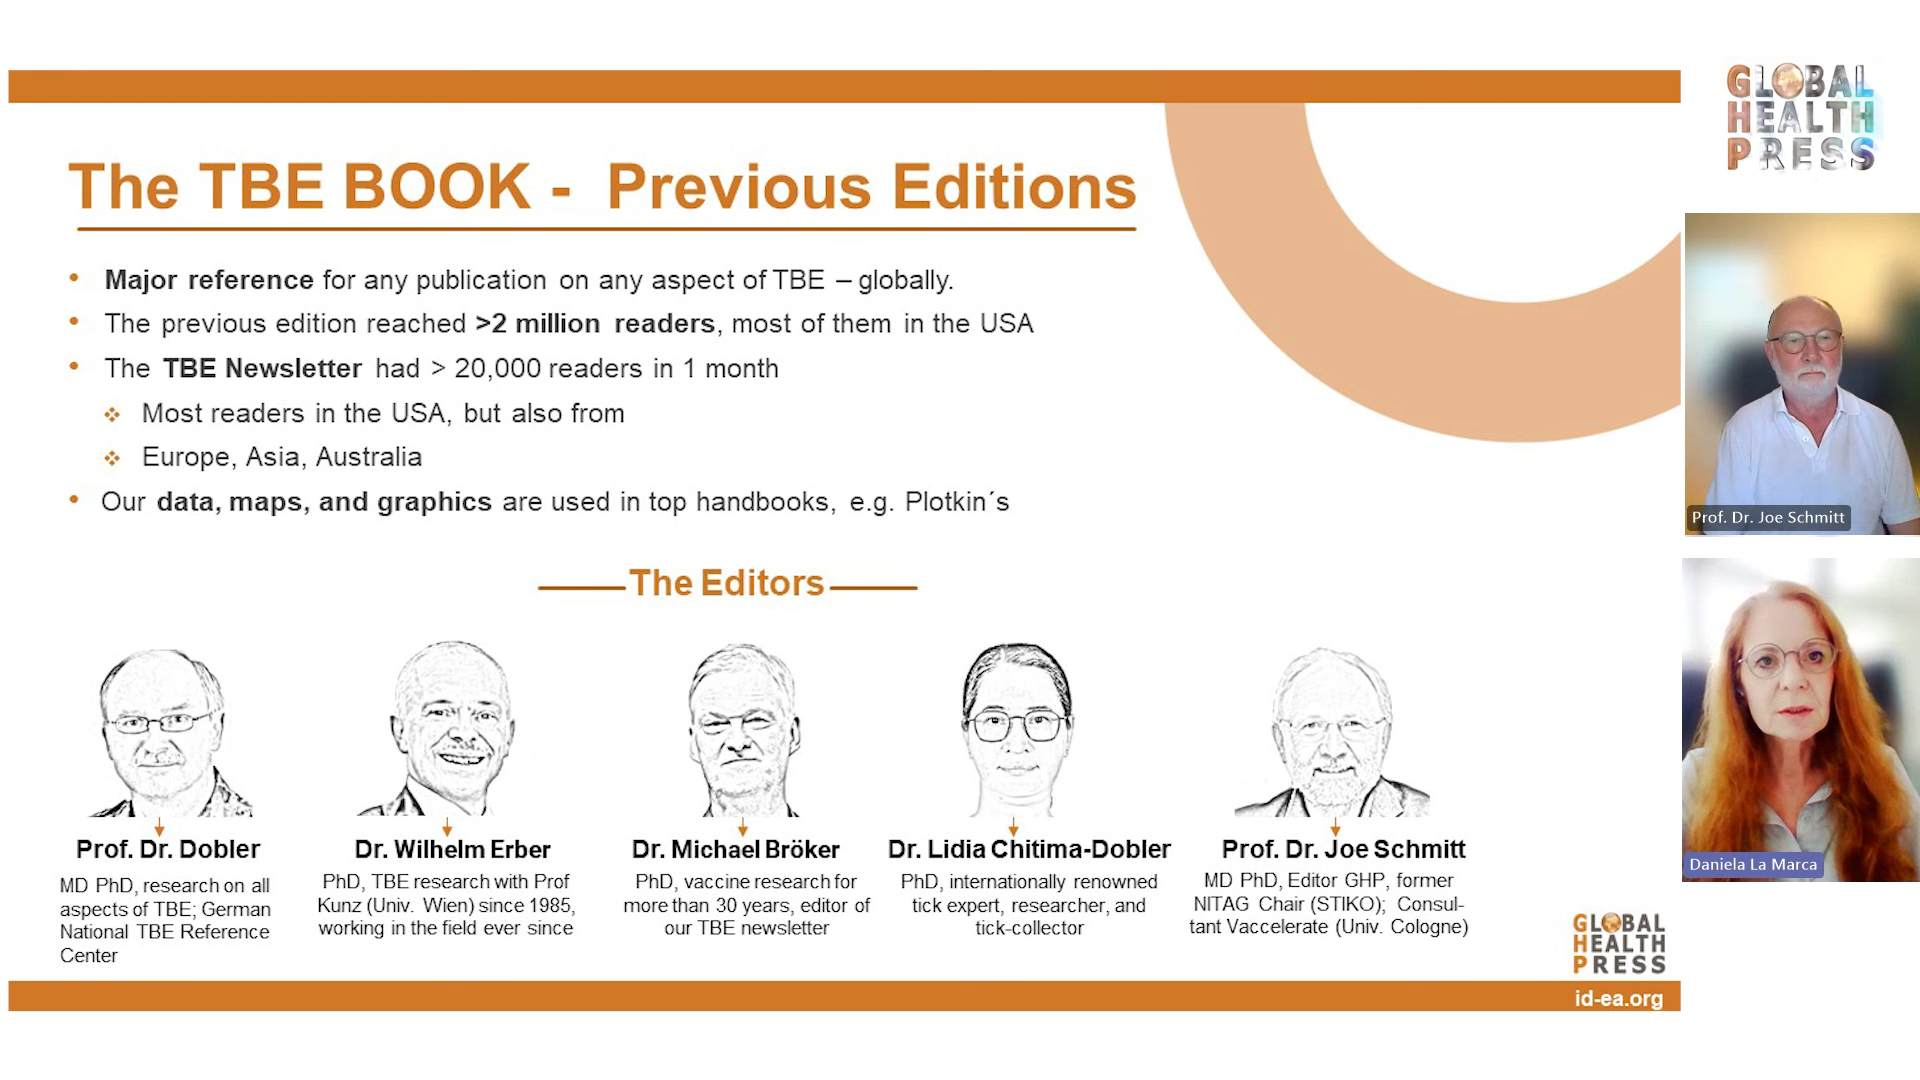 GLOBAL
HEALTH
PRESS
The TBE BOOK - Previous Editions
• Major reference for any publication on any aspect of TBE – globally.
• The previous edition reached >2 million readers, most of them in the USA
• The TBE Newsletter had > 20,000 readers in 1 month
Most readers in the USA, but also from
Europe, Asia, Australia
• Our data, maps, and graphics are used in top handbooks, e.g. Plotkin´s
Prof. Dr. Joe Schmitt
The Editors
Prof. Dr. Dobler
MD PhD, research on all
aspects of TBE; German
National TBE Reference
Center
Dr. Wilhelm Erber
PhD, TBE research with Prof
Kunz (Univ. Wien) since 1985,
working in the field ever since
Dr. Michael Bröker
PhD, vaccine research for
more than 30 years, editor of
our TBE newsletter
Dr. Lidia Chitima-Dobler
PhD, internationally renowned
tick expert, researcher, and
tick-collector
Prof. Dr. Joe Schmitt
MD PhD, Editor GHP, former
NITAG Chair (STIKO); Consul-
tant Vaccelerate (Univ. Cologne)
Daniela La Marca
GLOBAL
HEALTH
PRESS
id-ea.org